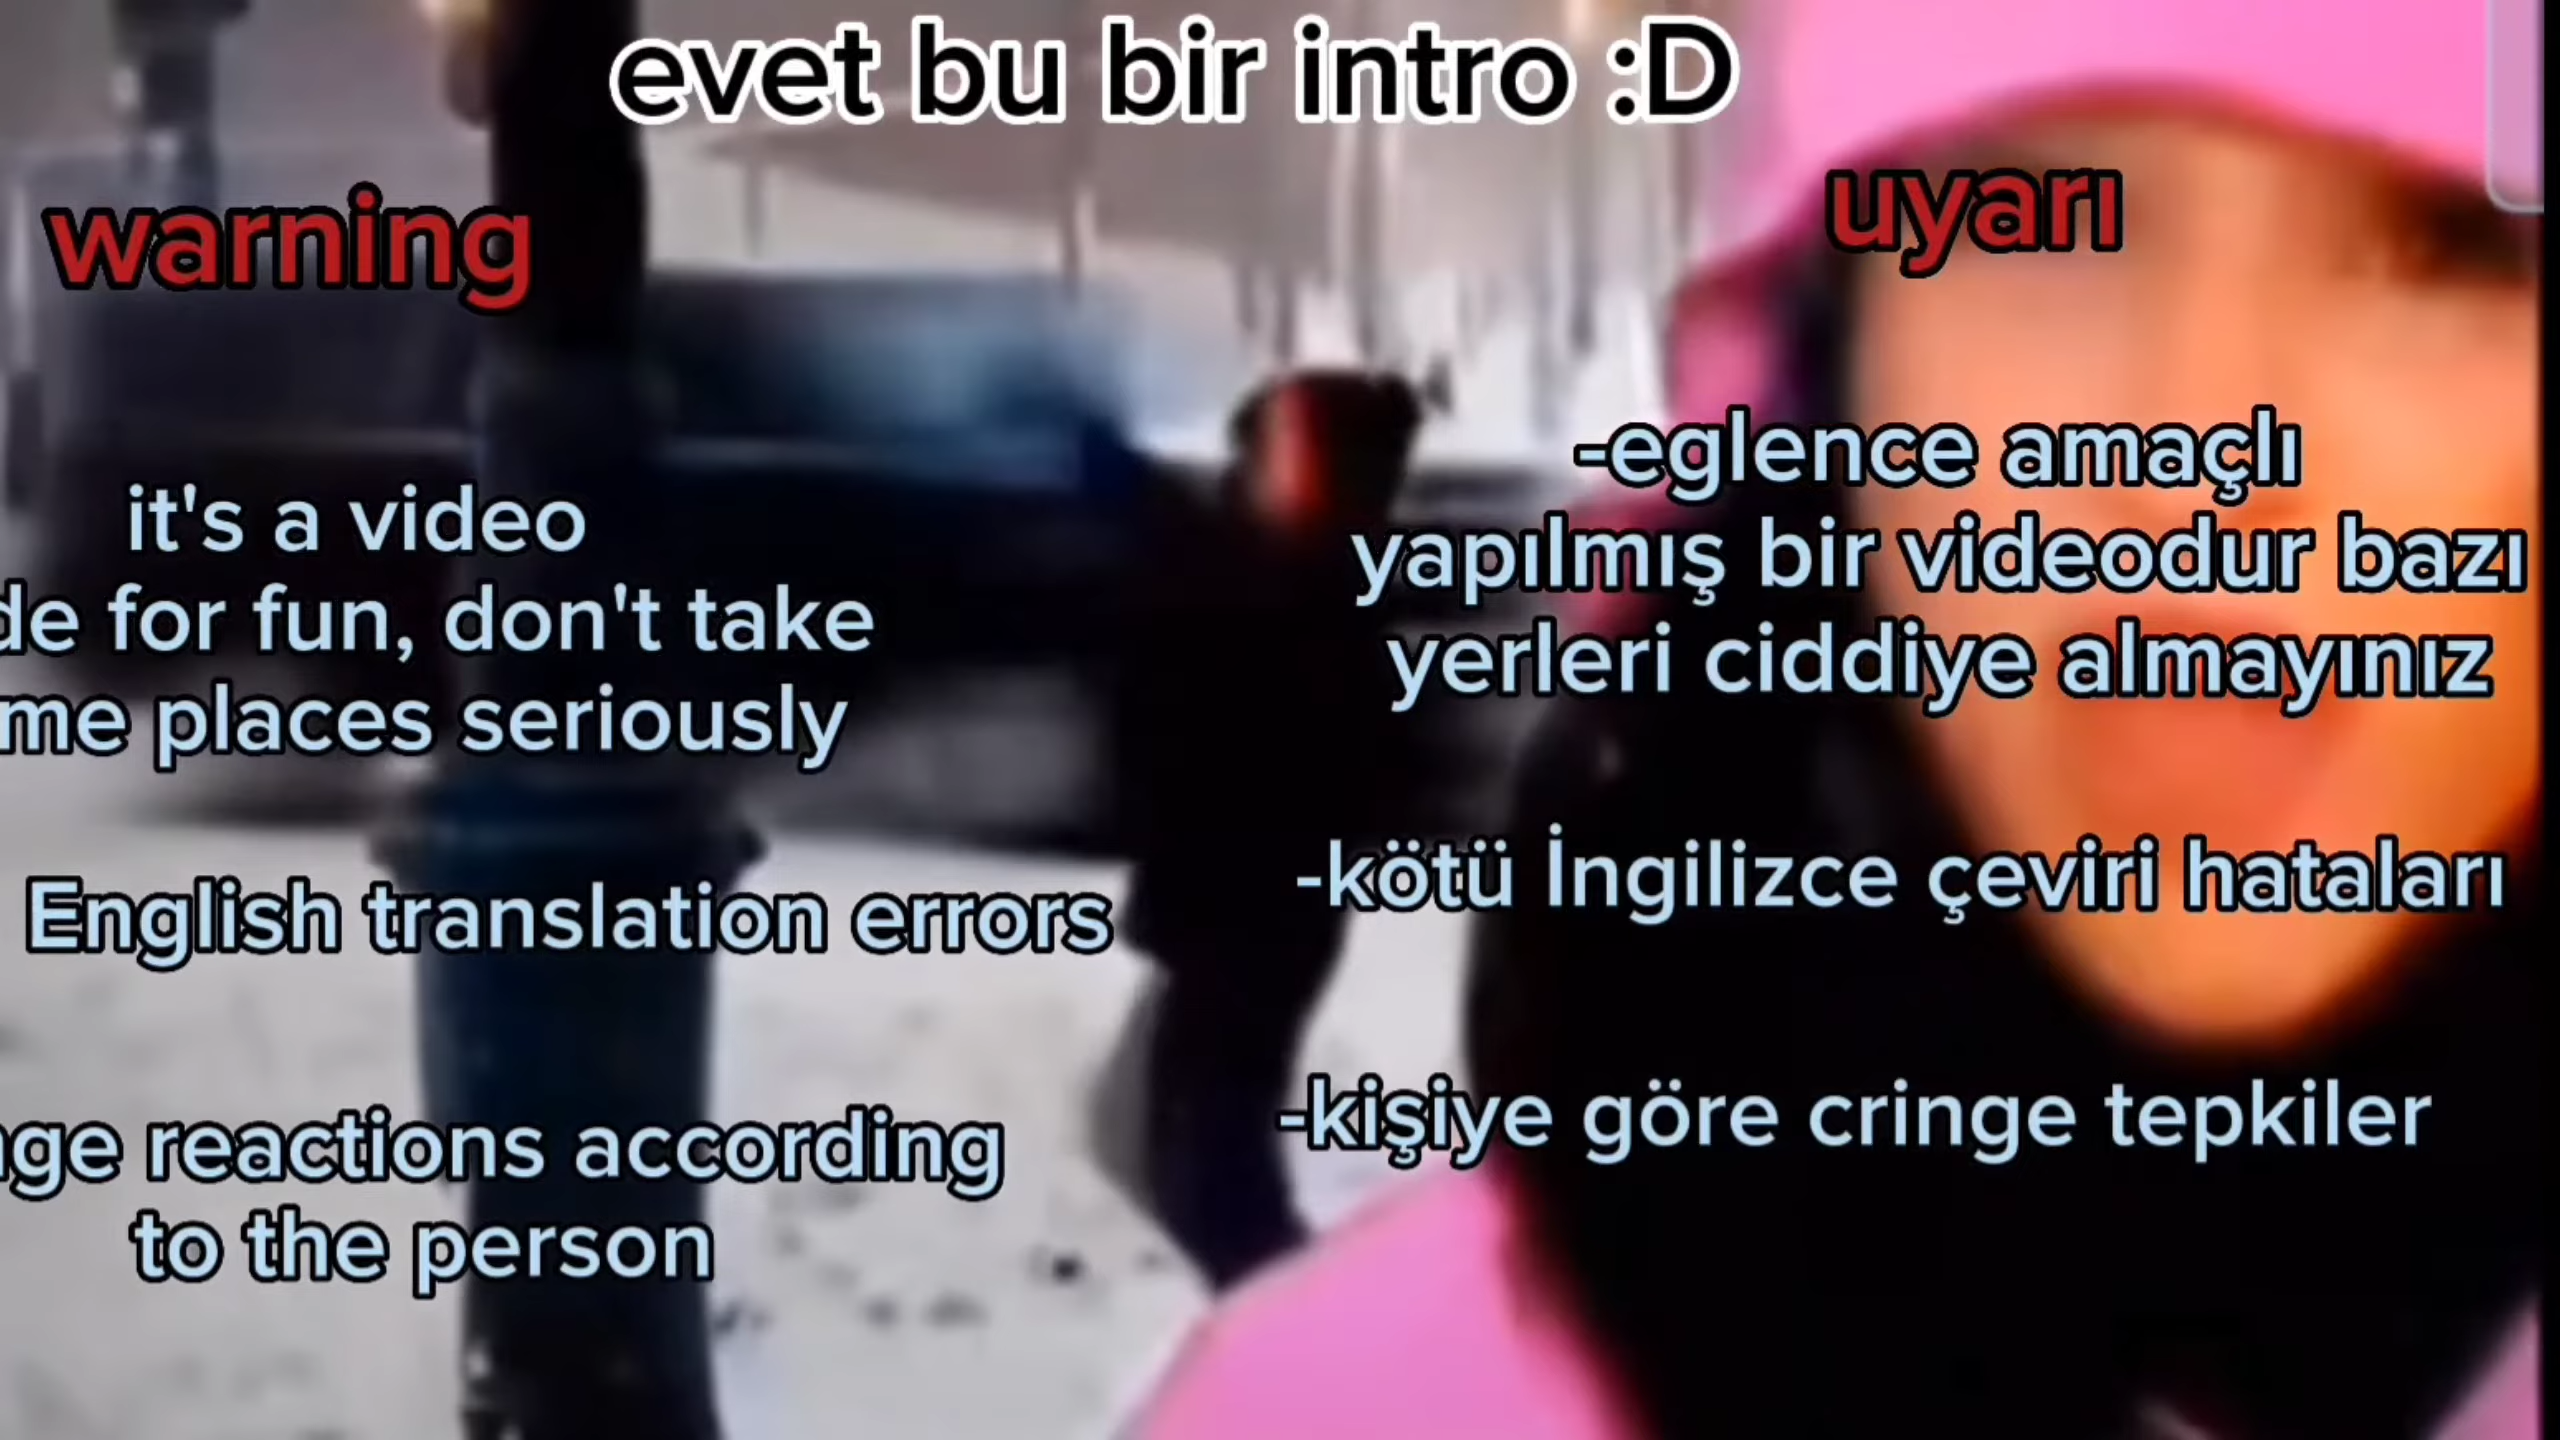 evet bu bir intro :D
warning
it's a video
de for fun, don't take
me places seriously
English translation errors
ge reactions according
to the person
uyarı
-eglence amaçlı
yapılmış bir videodur bazı
yerleri ciddiye almayınız
-kötü İngilizce çeviri hataları
-kişiye göre cringe tepkiler